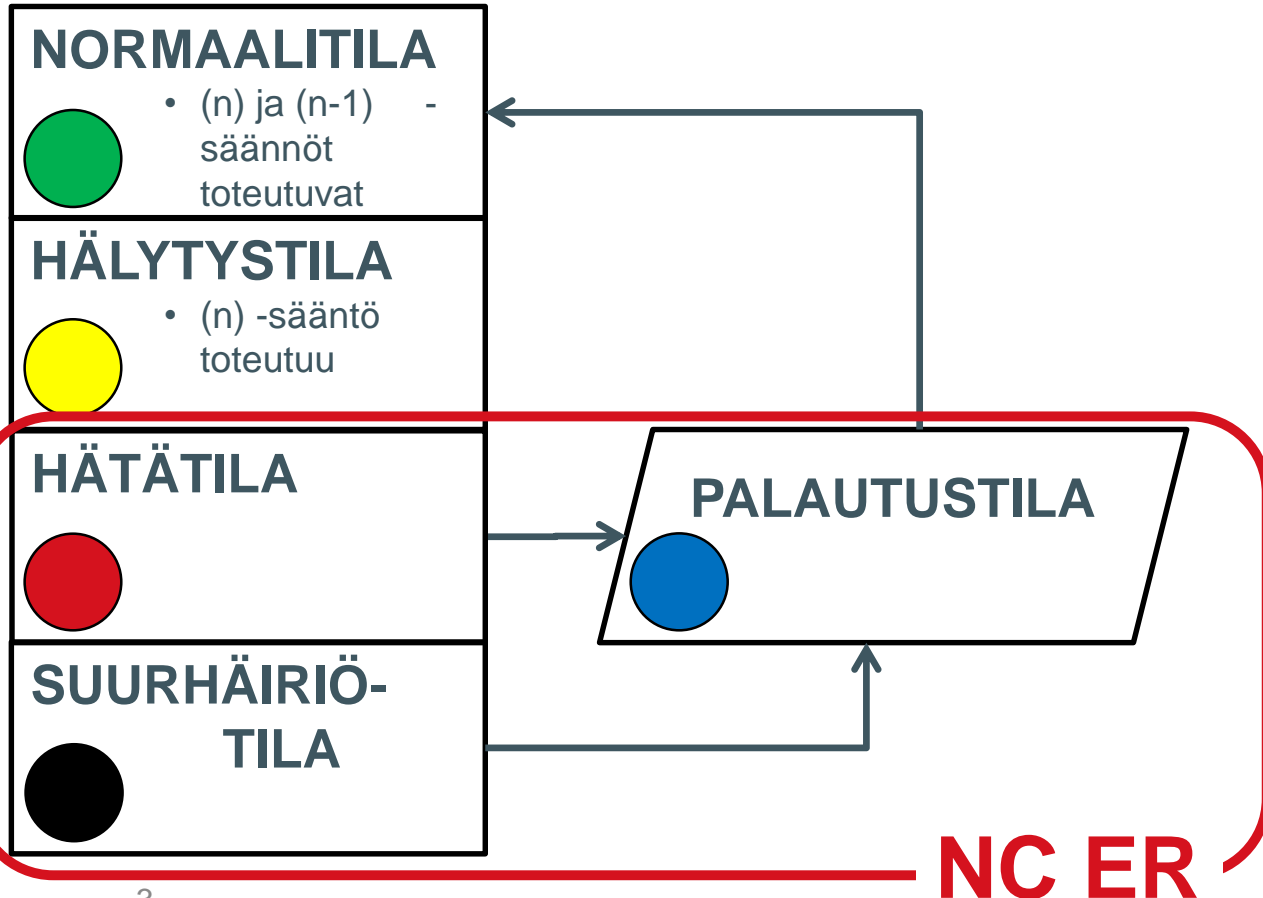 NORMAALITILA
• (n) ja (n-1) -
säännöt
toteutuvat
HÄLYTYSTILA
• (n) -sääntö
toteutuu
HÄTÄTILA
PALAUTUSTILA
SUURHÄIRIÖ-
TILA
NC ER